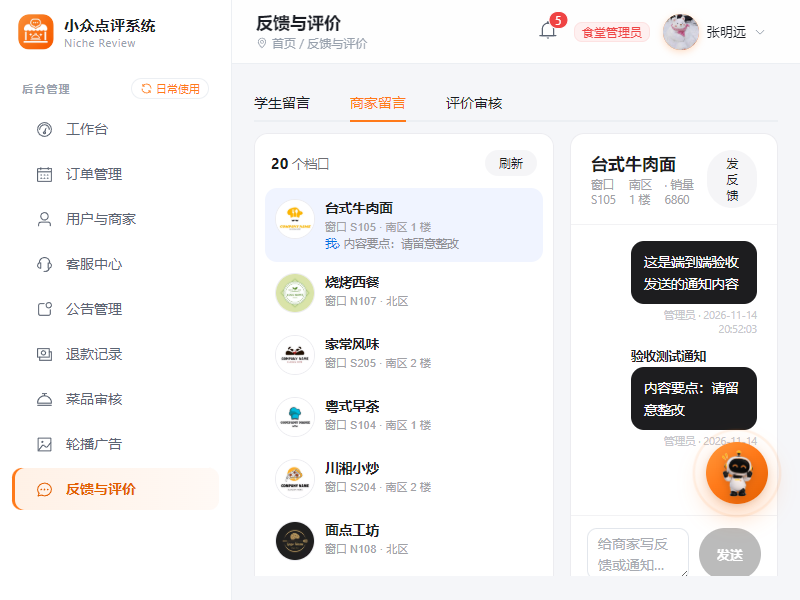 小众点评系统
Niche Review
后台管理
日常使用
工作台
订单管理
用户与商家
客服中心
公告管理
退款记录
菜品审核
轮播广告
反馈与评价
反馈与评价
首页 / 反馈与评价
5
食堂管理员
张明远
学生留言
商家留言
评价审核
20 个档口
刷新
台式牛肉面
窗口 S105 · 南区 1 楼
我: 内容要点：请留意整改
烧烤西餐
窗口 N107 · 北区
家常风味
窗口 S205 · 南区 2 楼
粤式早茶
窗口 S104 · 南区 1 楼
川湘小炒
窗口 S204 · 南区 2 楼
面点工坊
窗口 N108 · 北区
台式牛肉面
窗口 南区 · 销量
S105 1 楼 6860
发
反
馈
这是端到端验收
发送的通知内容
管理员 · 2026-11-14
20:52:03
验收测试通知
内容要点：请留
意整改
管理员 · 2026-11-14
给商家写反
馈或通知...
发送